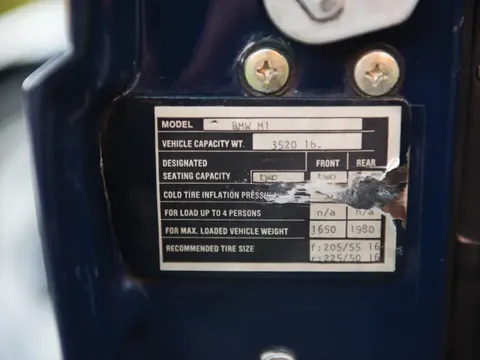 MODEL BMW M1
VEHICLE CAPACITY WT. 3520 lb.
DESIGNATED FRONT REAR
SEATING CAPACITY two two
COLD TIRE INFLATION
FOR LOAD UP TO 4 PERSONS n/a n/a
FOR MAX. LOADED VEHICLE WEIGHT 1650 1980
RECOMMENDED TIRE SIZE f:205/55 16
r:225/50 16